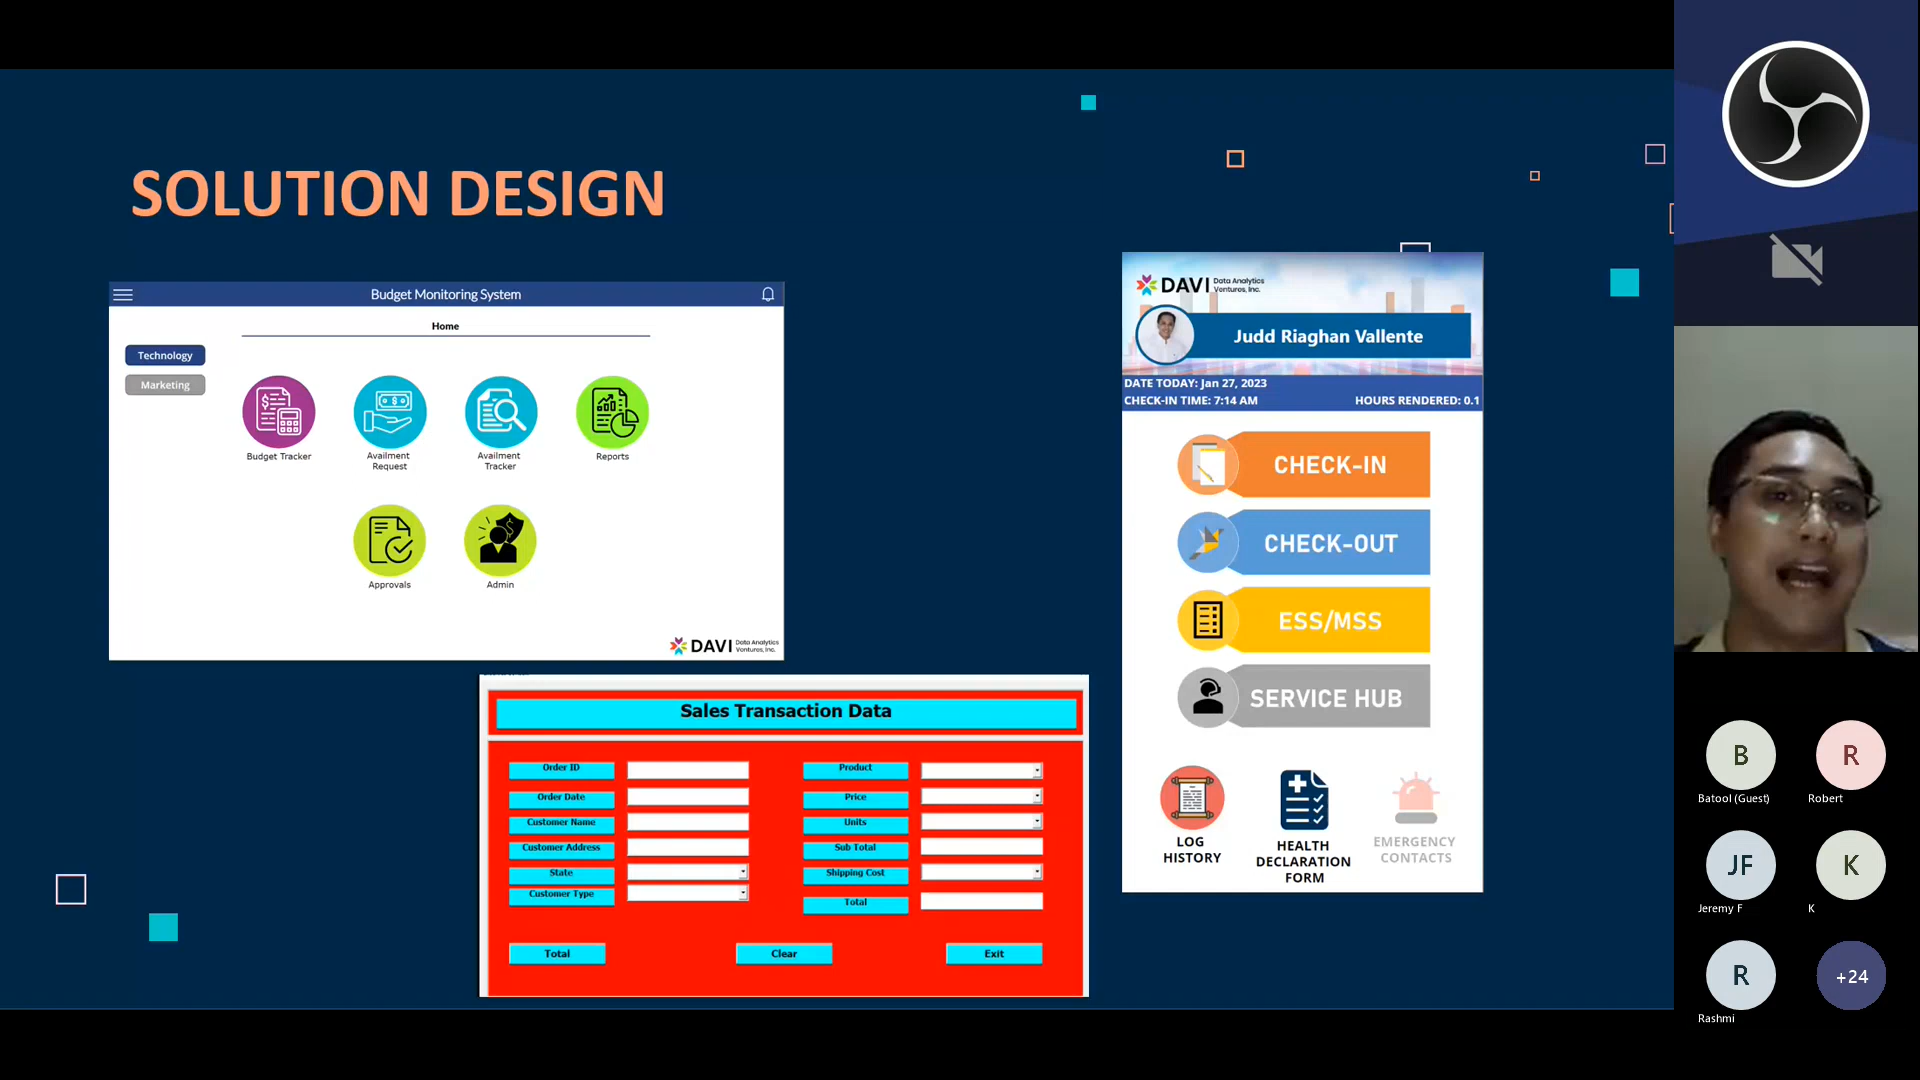 SOLUTION DESIGN
Budget Monitoring System
Home
Technology
Marketing
Budget Tracker
Availment
Request
Availment
Tracker
Reports
Approvals
Admin
DAVI Data Analytics
Ventures, Inc.
Sales Transaction Data
Order ID
Order Date
Customer Name
Customer Address
State
Customer Type
Product
Price
Units
Sub Total
Shipping Cost
Total
Total
Clear
Exit
DAVI Data Analytics
Ventures, Inc.
Judd Riaghan Vallente
DATE TODAY: Jan 27, 2023
CHECK-IN TIME: 7:14 AM HOURS RENDERED: 0.1
CHECK-IN
CHECK-OUT
ESS/MSS
SERVICE HUB
LOG
HISTORY
HEALTH
DECLARATION
FORM
EMERGENCY
CONTACTS
B
Batool (Guest)
R
Robert
JF
Jeremy F
K
K
R
Rashmi
+24